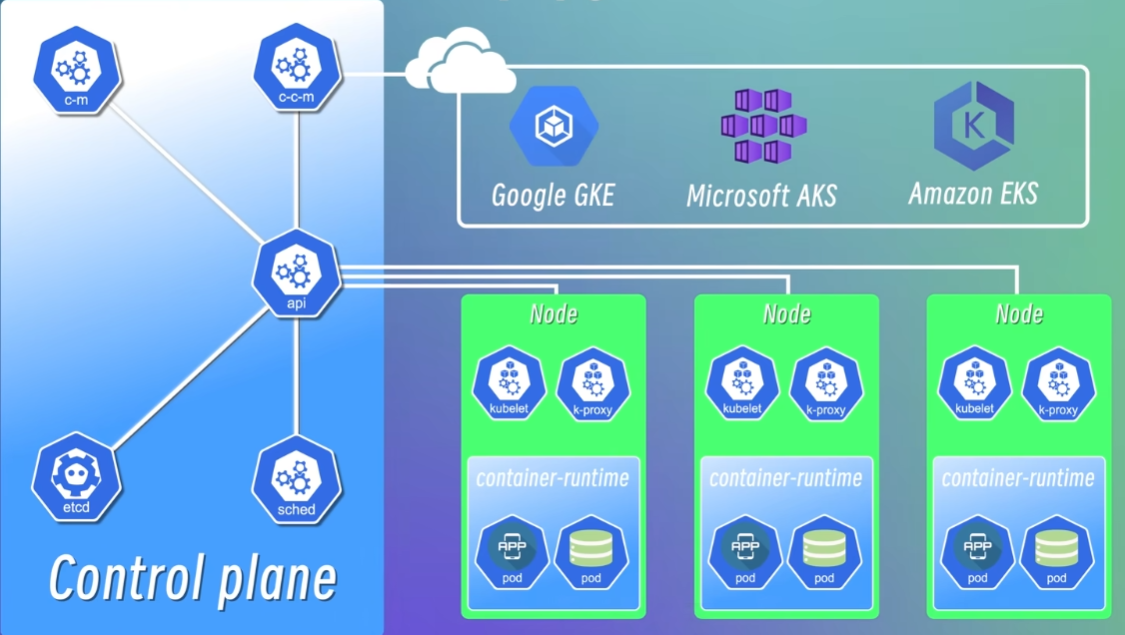 c-m
c-c-m
K
Google GKE
Microsoft AKS
Amazon EKS
api
Node
Node
Node
kubelet
k-proxy
kubelet
k-proxy
kubelet
k-proxy
container-runtime
container-runtime
container-runtime
etcd
sched
APP
pod
pod
APP
pod
pod
APP
pod
pod
Control plane